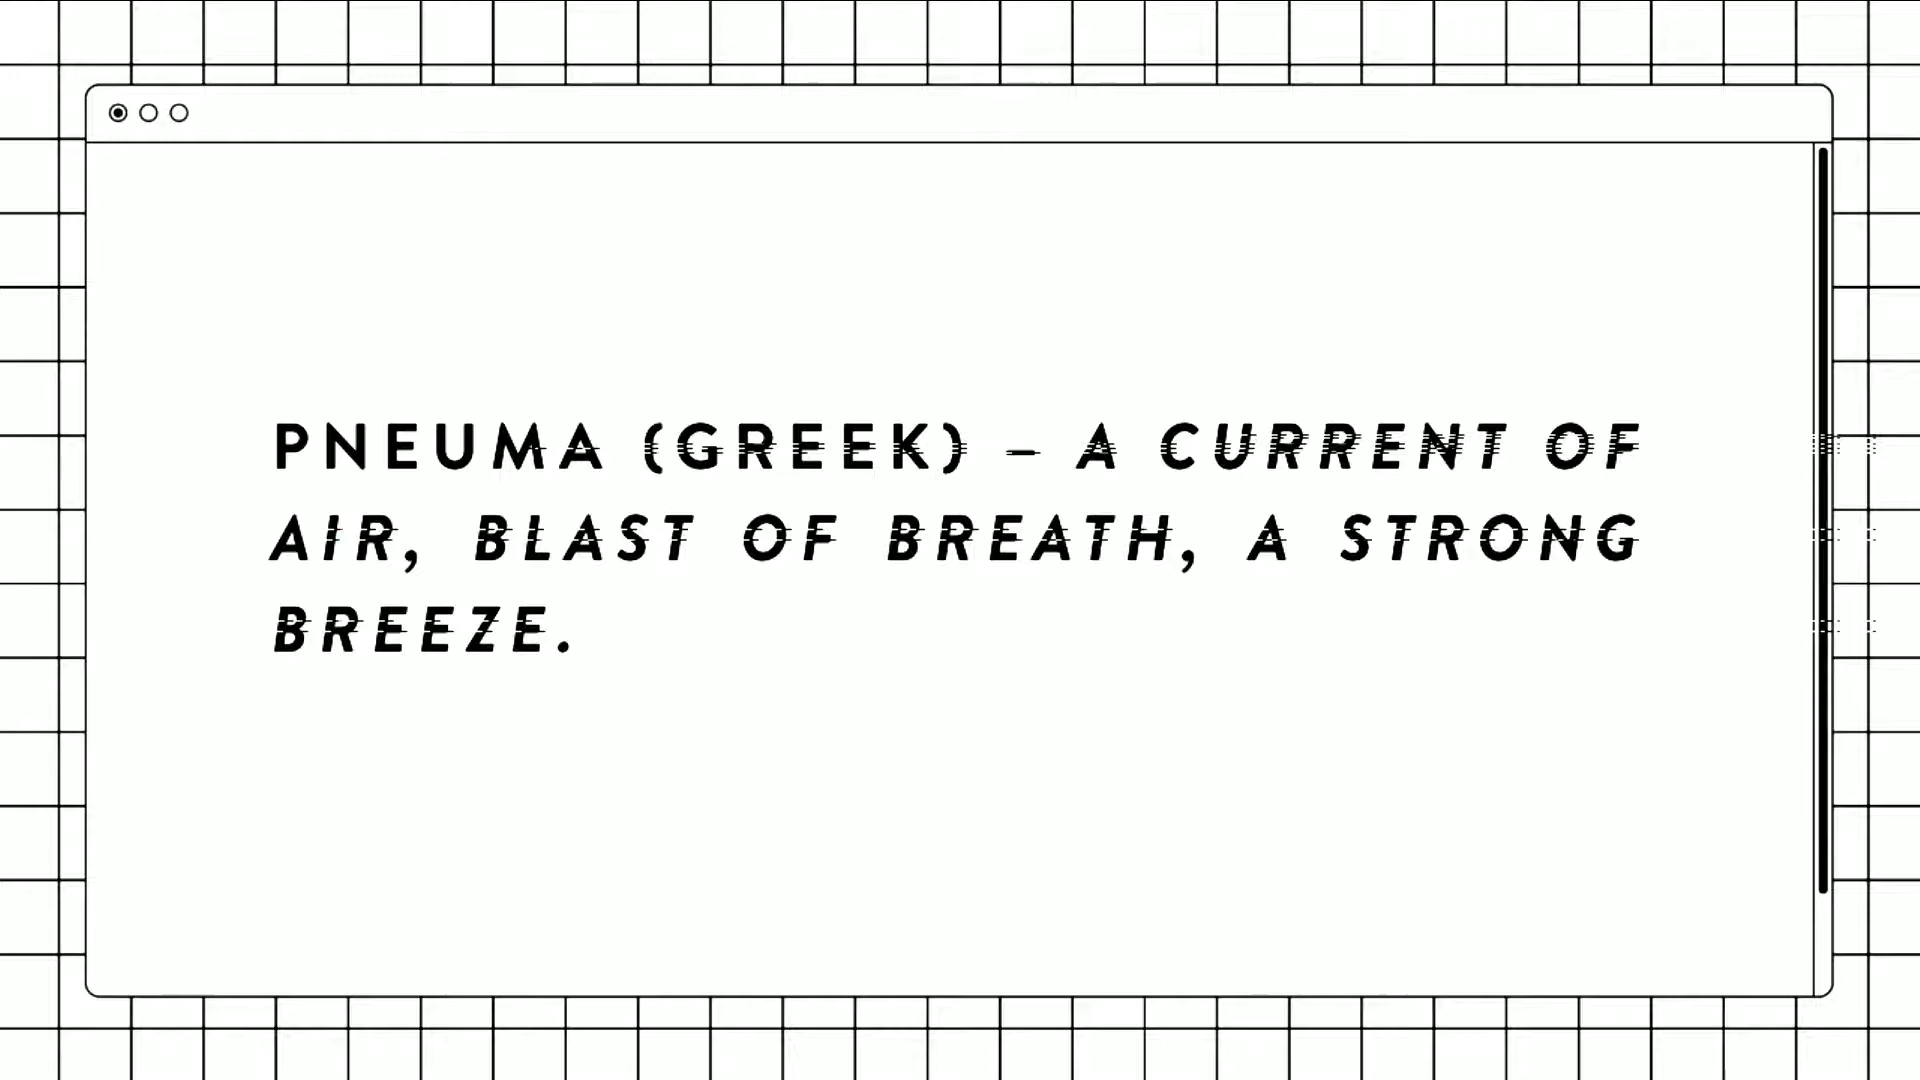 PNEUMA (GREEK) – A CURRENT OF
AIR, BLAST OF BREATH, A STRONG
BREEZE.